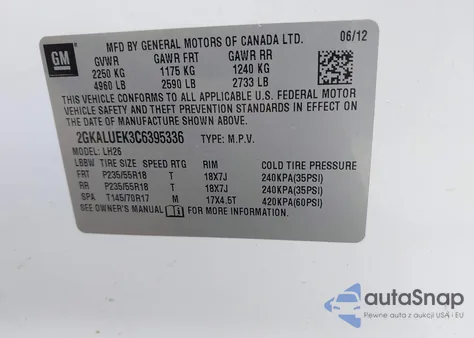 GM
MFD BY GENERAL MOTORS OF CANADA LTD. 06/12
GVWR GAWR FRT GAWR RR
2250 KG 1175 KG 1240 KG
4960 LB 2590 LB 2733 LB
THIS VEHICLE CONFORMS TO ALL APPLICABLE U.S. FEDERAL MOTOR
VEHICLE SAFETY AND THEFT PREVENTION STANDARDS IN EFFECT ON
THE DATE OF MANUFACTURE SHOWN ABOVE.
2GKALUEK3C6395336 TYPE: M.P.V.
MODEL: LH26
LBBW TIRE SIZE SPEED RTG RIM COLD TIRE PRESSURE
FRT P235/55R18 T 18X7J 240KPA(35PSI)
RR P235/55R18 T 18X7J 240KPA(35PSI)
SPA T145/70R17 M 17X4.5T 420KPA(60PSI)
SEE OWNER'S MANUAL
autoSnap
Pewne auta z aukcji USA i EU